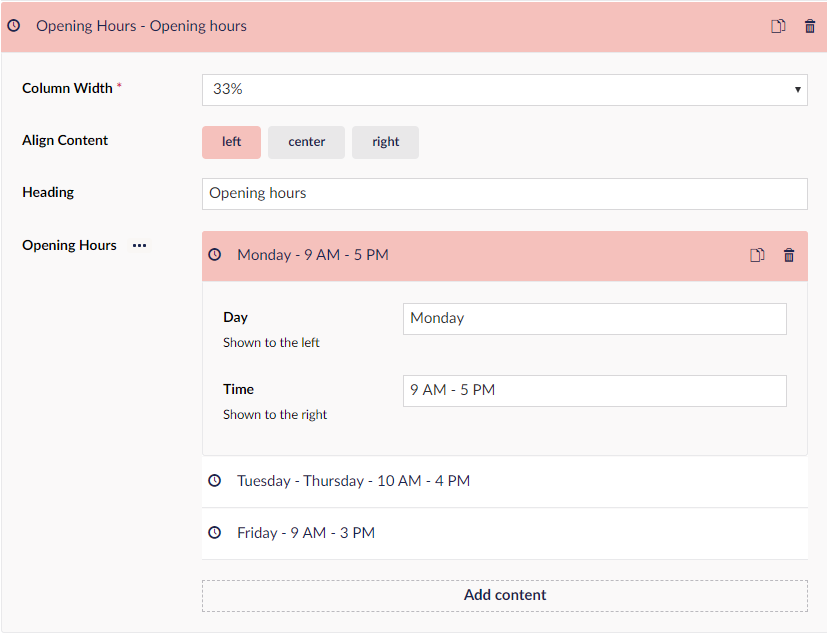 Opening Hours - Opening hours
Column Width *
33%
Align Content
left center right
Heading
Opening hours
Opening Hours
Monday - 9 AM - 5 PM
Day
Monday
Shown to the left
Time
9 AM - 5 PM
Shown to the right
Tuesday - Thursday - 10 AM - 4 PM
Friday - 9 AM - 3 PM
Add content